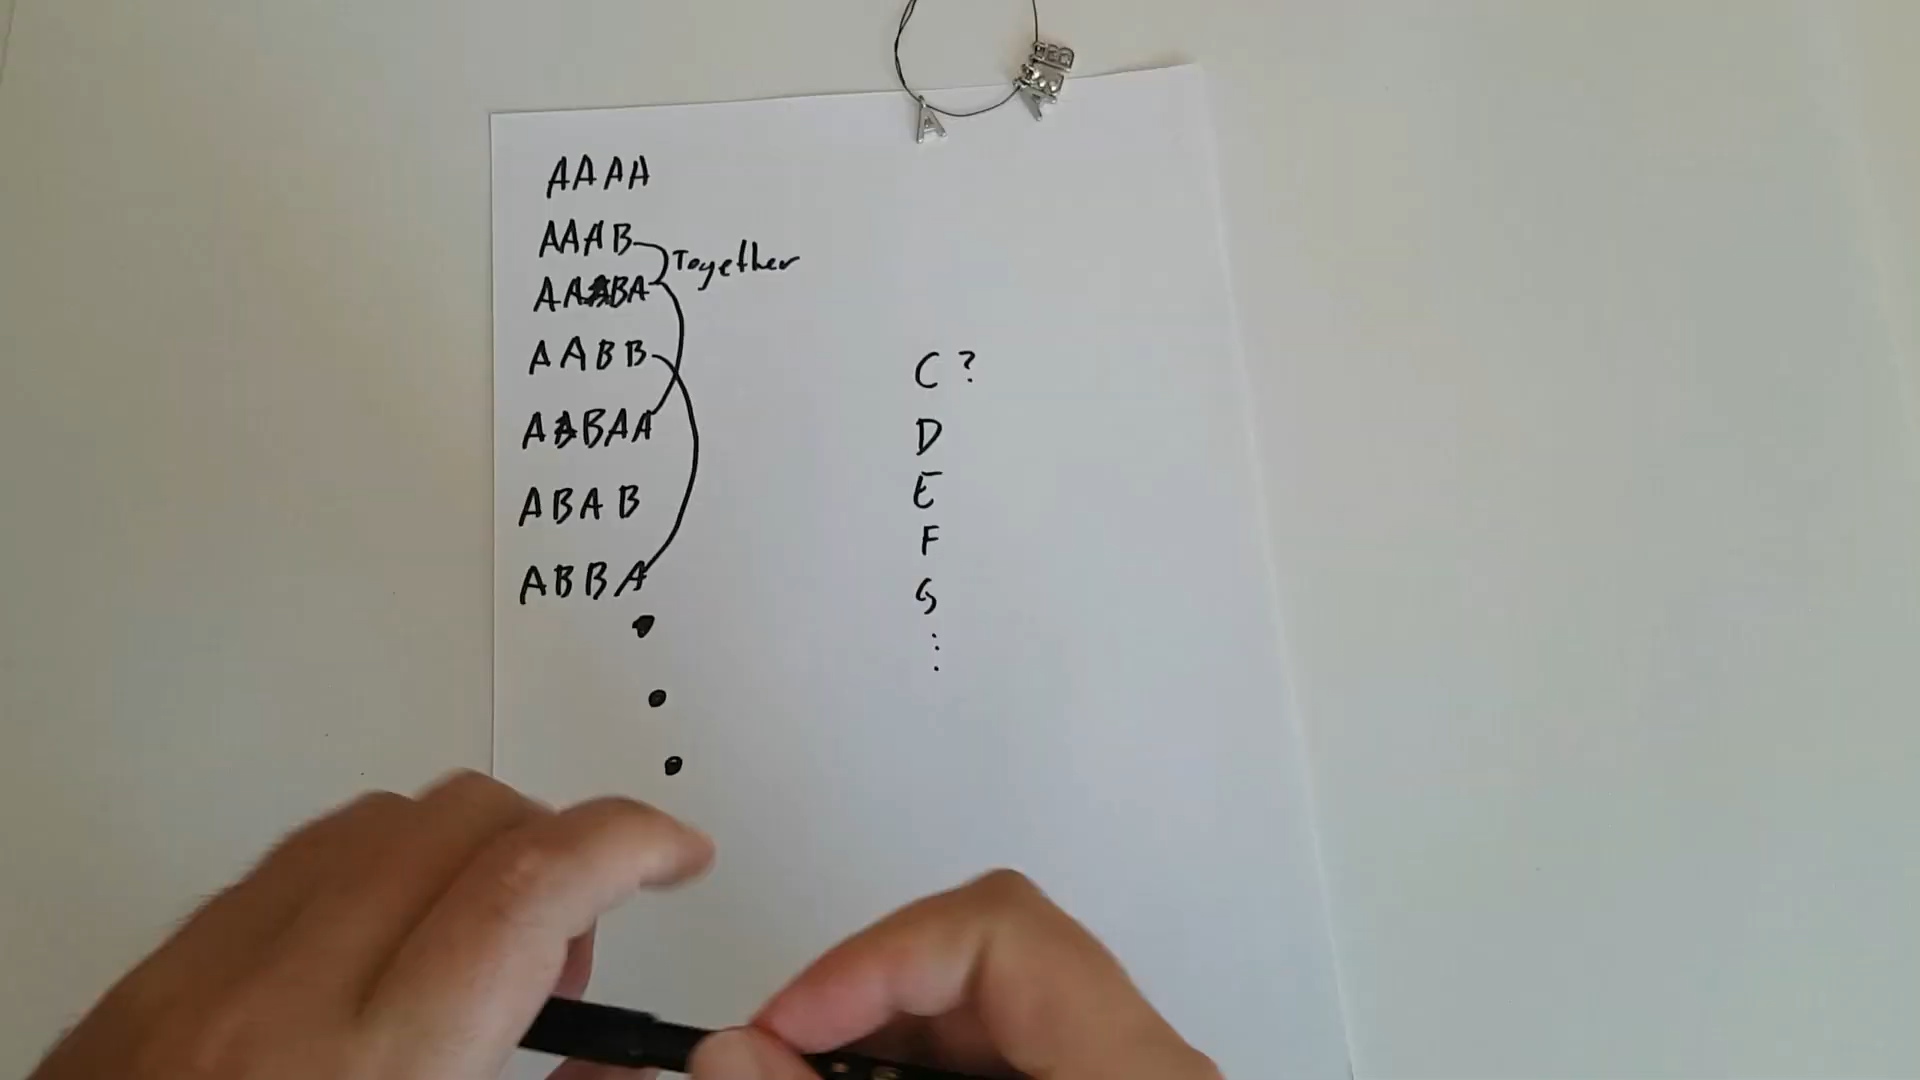 AAAA
AAAB
Together
AABA
AABB
ABAA
ABAB
ABBA
C ?
D
E
F
G
⋮
A